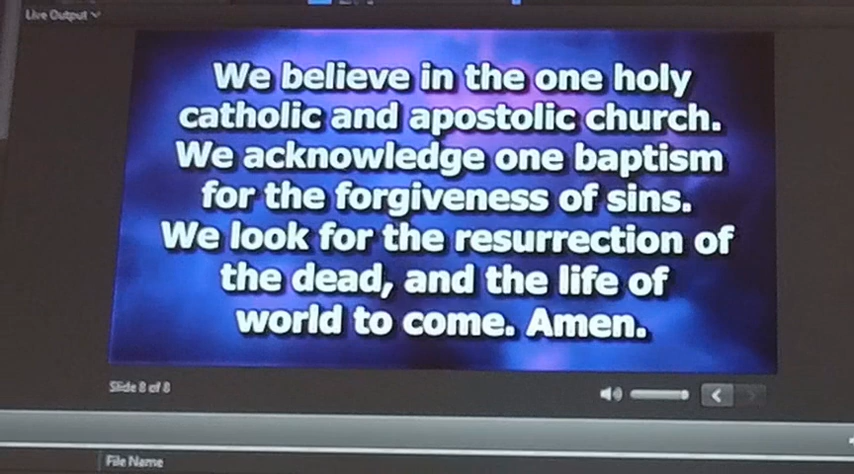 Live Output
We believe in the one holy
catholic and apostolic church.
We acknowledge one baptism
for the forgiveness of sins.
We look for the resurrection of
the dead, and the life of
world to come. Amen.
Slide 8 of 8
File Name